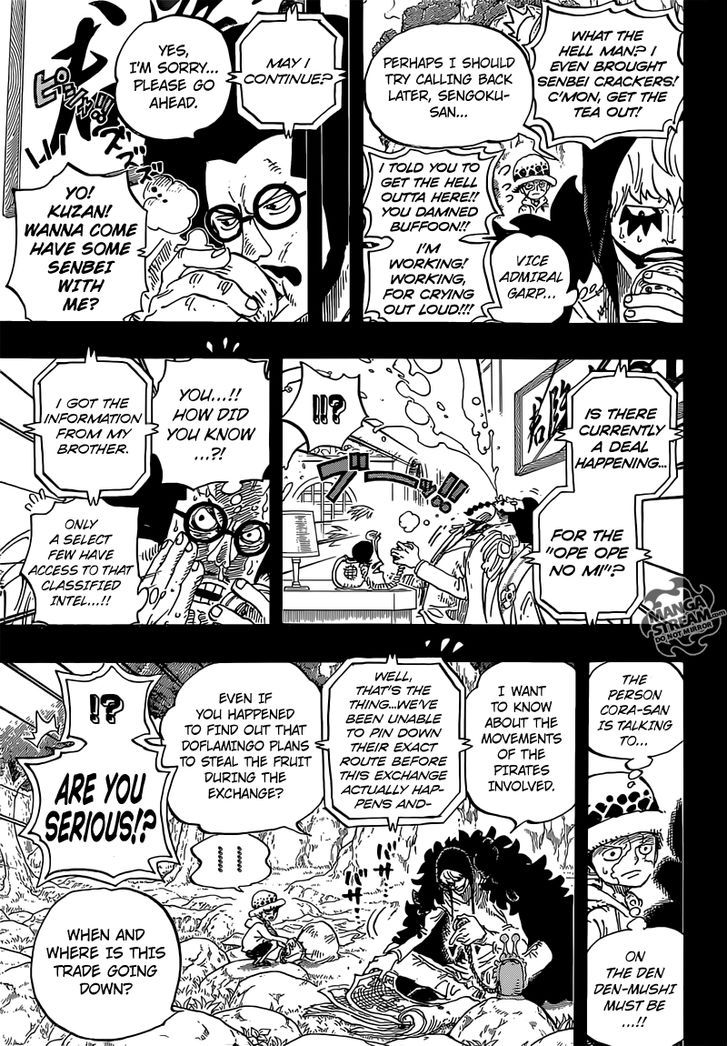 WHAT
THE
HELL MAN? I
EVEN BROUGHT
SENBEI CRACKERS!
C'MON, GET THE
TEA OUT!
PERHAPS I SHOULD
TRY CALLING BACK
LATER, SENGOKU-
SAN...
I TOLD YOU TO
GET THE HELL
OUTTA HERE!!
YOU DAMNED
BUFFOON!!
I'M
WORKING!
WORKING,
FOR CRYING
OUT LOUD!!!
VICE
ADMIRAL
GARP...
MAY I
CONTINUE?
YES,
I'M SORRY...
PLEASE GO
AHEAD.
YO!
KUZAN!
WANNA COME
HAVE SOME
SENBEI
WITH
ME?
IS THERE
CURRENTLY
A DEAL
HAPPENING...
FOR THE
"OPE OPE
NO MI"?
!!?
ブーーッ!!
YOU...!!
HOW DID
YOU KNOW
...?!
I GOT THE
INFORMATION
FROM MY
BROTHER.
ONLY
A SELECT
FEW HAVE
ACCESS TO THAT
CLASSIFIED
INTEL...!!
MANGA
STREAM
THE
PERSON
CORA-SAN
IS TALKING
TO...
ON
THE DEN
DEN-MUSHI
MUST BE
...!!
I WANT
TO KNOW
ABOUT THE
MOVEMENTS
OF THE
PIRATES
INVOLVED.
WELL,
THAT'S THE
THING...WE'VE
BEEN UNABLE
TO PIN DOWN
THEIR EXACT
ROUTE BEFORE
THIS EXCHANGE
ACTUALLY HAP-
PENS AND-
EVEN IF
YOU HAPPENED
TO FIND OUT THAT
DOFLAMINGO PLANS
TO STEAL THE FRUIT
DURING THE
EXCHANGE?
!?
ARE YOU
SERIOUS!?
WHEN AND
WHERE IS THIS
TRADE GOING
DOWN?